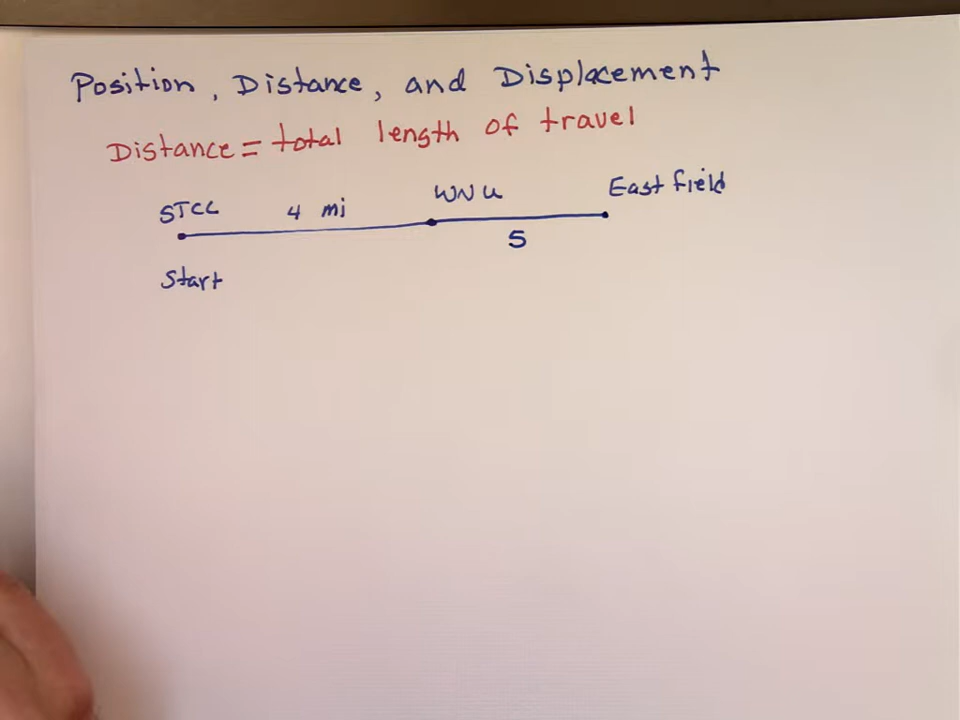 Position, Distance, and Displacement
Distance = total length of travel
STCC 4 mi WNU East field
5
Start